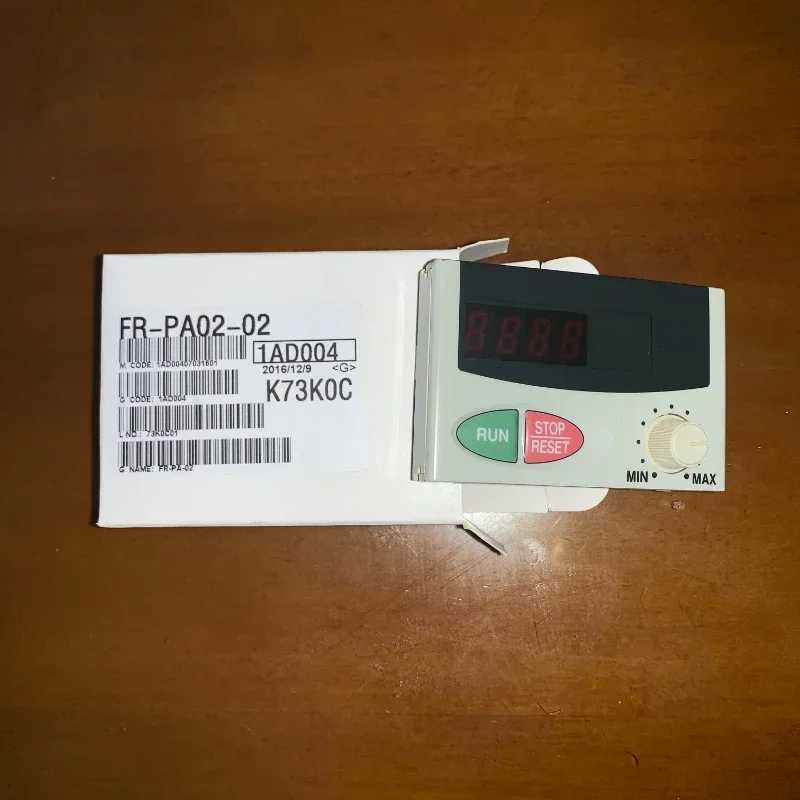 FR-PA02-02
1AD004
M CODE: 1AD00407031601
2016/12/9 <G>
K73K0C
G CODE: 1AD004
L NO.: 73K0C01
G NAME: FR-PA-02
8888
RUN
STOP
RESET
MIN
MAX